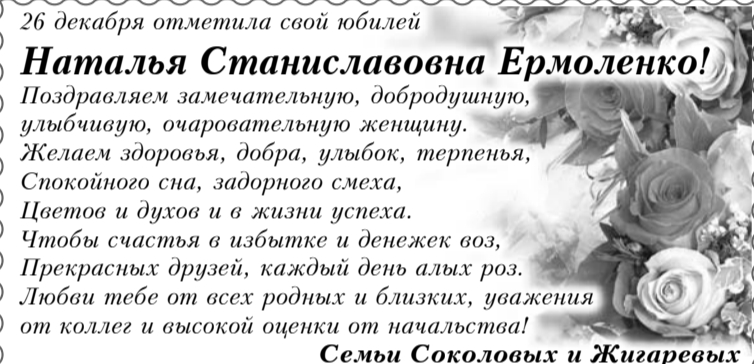 26 декабря отметила свой юбилей
Наталья Станиславовна Ермоленко!
Поздравляем замечательную, добродушную,
улыбчивую, очаровательную женщину.
Желаем здоровья, добра, улыбок, терпенья,
Спокойного сна, задорного смеха,
Цветов и духов и в жизни успеха.
Чтобы счастья в избытке и денежек воз,
Прекрасных друзей, каждый день алых роз.
Любви тебе от всех родных и близких, уважения
от коллег и высокой оценки от начальства!
Семьи Соколовых и Жигаревых